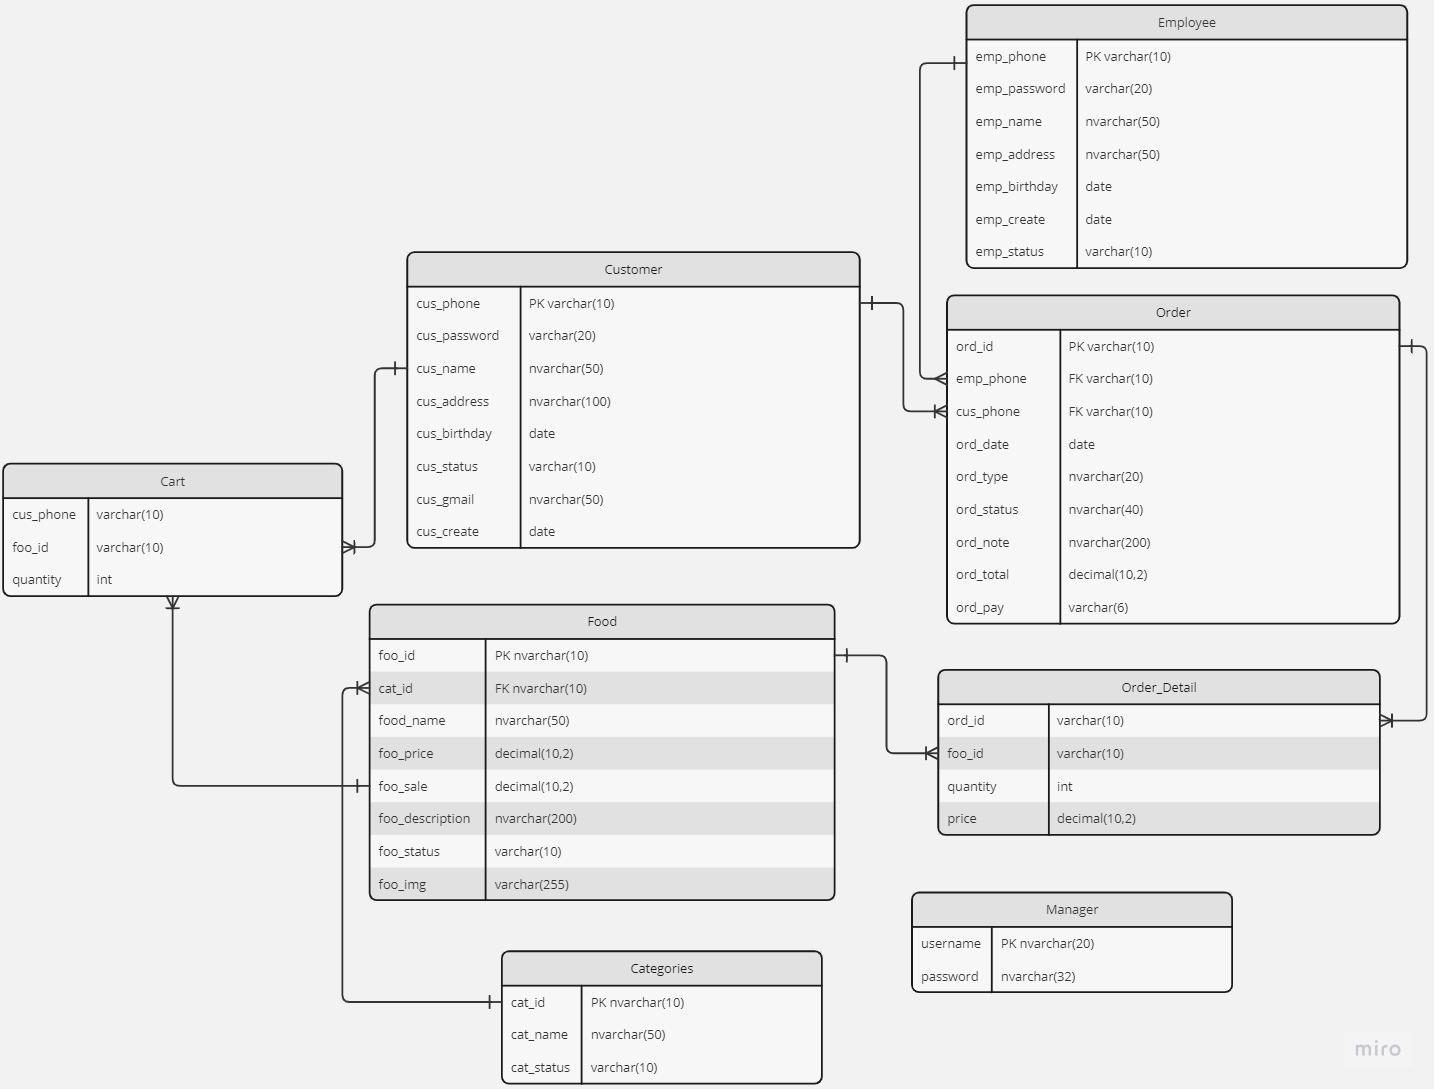 Employee
emp_phone PK varchar(10)
emp_password varchar(20)
emp_name nvarchar(50)
emp_address nvarchar(50)
emp_birthday date
emp_create date
emp_status varchar(10)
Customer
cus_phone PK varchar(10)
cus_password varchar(20)
cus_name nvarchar(50)
cus_address nvarchar(100)
cus_birthday date
cus_status varchar(10)
cus_gmail nvarchar(50)
cus_create date
Order
ord_id PK varchar(10)
emp_phone FK varchar(10)
cus_phone FK varchar(10)
ord_date date
ord_type nvarchar(20)
ord_status nvarchar(40)
ord_note nvarchar(200)
ord_total decimal(10,2)
ord_pay varchar(6)
Cart
cus_phone varchar(10)
foo_id varchar(10)
quantity int
Food
foo_id PK nvarchar(10)
cat_id FK nvarchar(10)
food_name nvarchar(50)
foo_price decimal(10,2)
foo_sale decimal(10,2)
foo_description nvarchar(200)
foo_status varchar(10)
foo_img varchar(255)
Order_Detail
ord_id varchar(10)
foo_id varchar(10)
quantity int
price decimal(10,2)
Manager
username PK nvarchar(20)
password nvarchar(32)
Categories
cat_id PK nvarchar(10)
cat_name nvarchar(50)
cat_status varchar(10)
miro